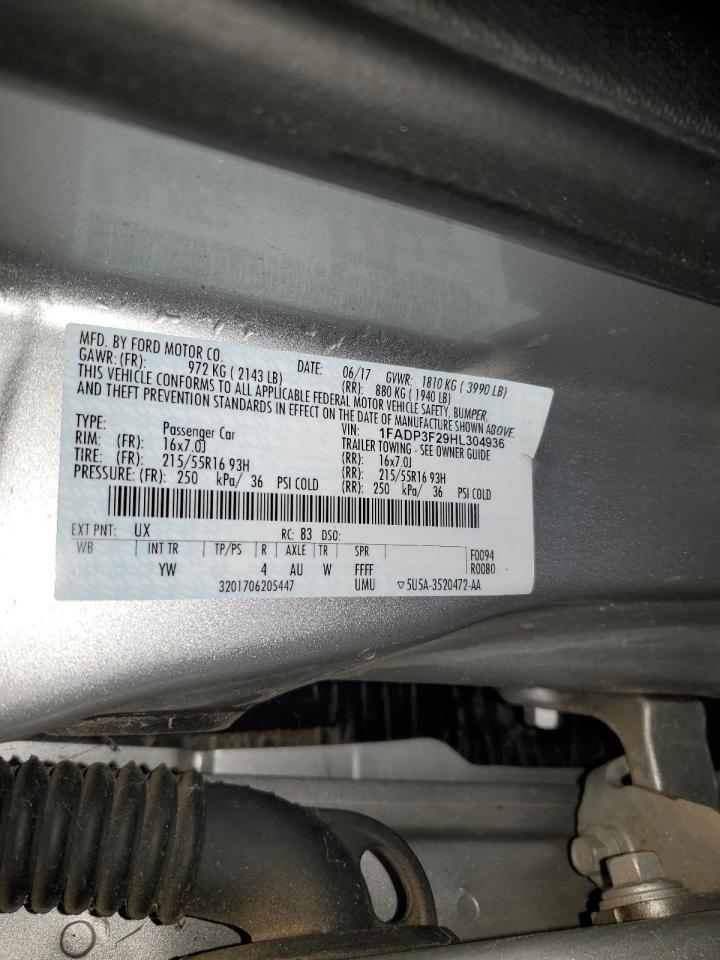 MFD. BY FORD MOTOR CO. DATE: 06/17 GVWR: 1810 KG ( 3990 LB)
GAWR: (FR): 972 KG ( 2143 LB) (RR): 880 KG ( 1940 LB)
THIS VEHICLE CONFORMS TO ALL APPLICABLE FEDERAL MOTOR VEHICLE SAFETY, BUMPER,
AND THEFT PREVENTION STANDARDS IN EFFECT ON THE DATE OF MANUFACTURE SHOWN ABOVE.
VIN: 1FADP3F29HL304936
TYPE: Passenger Car TRAILER TOWING - SEE OWNER GUIDE
RIM: (FR): 16x7.0J (RR): 16x7.0J
TIRE: (FR): 215/55R16 93H (RR): 215/55R16 93H
PRESSURE: (FR): 250 kPa/ 36 PSI COLD (RR): 250 kPa/ 36 PSI COLD
EXT PNT: UX RC: 83 DSO:
WB INT TR TP/PS R AXLE TR SPR F0094
YW 4 AU W FFFF R0080
3201706205447 UMU ▽5U5A-3520472-AA